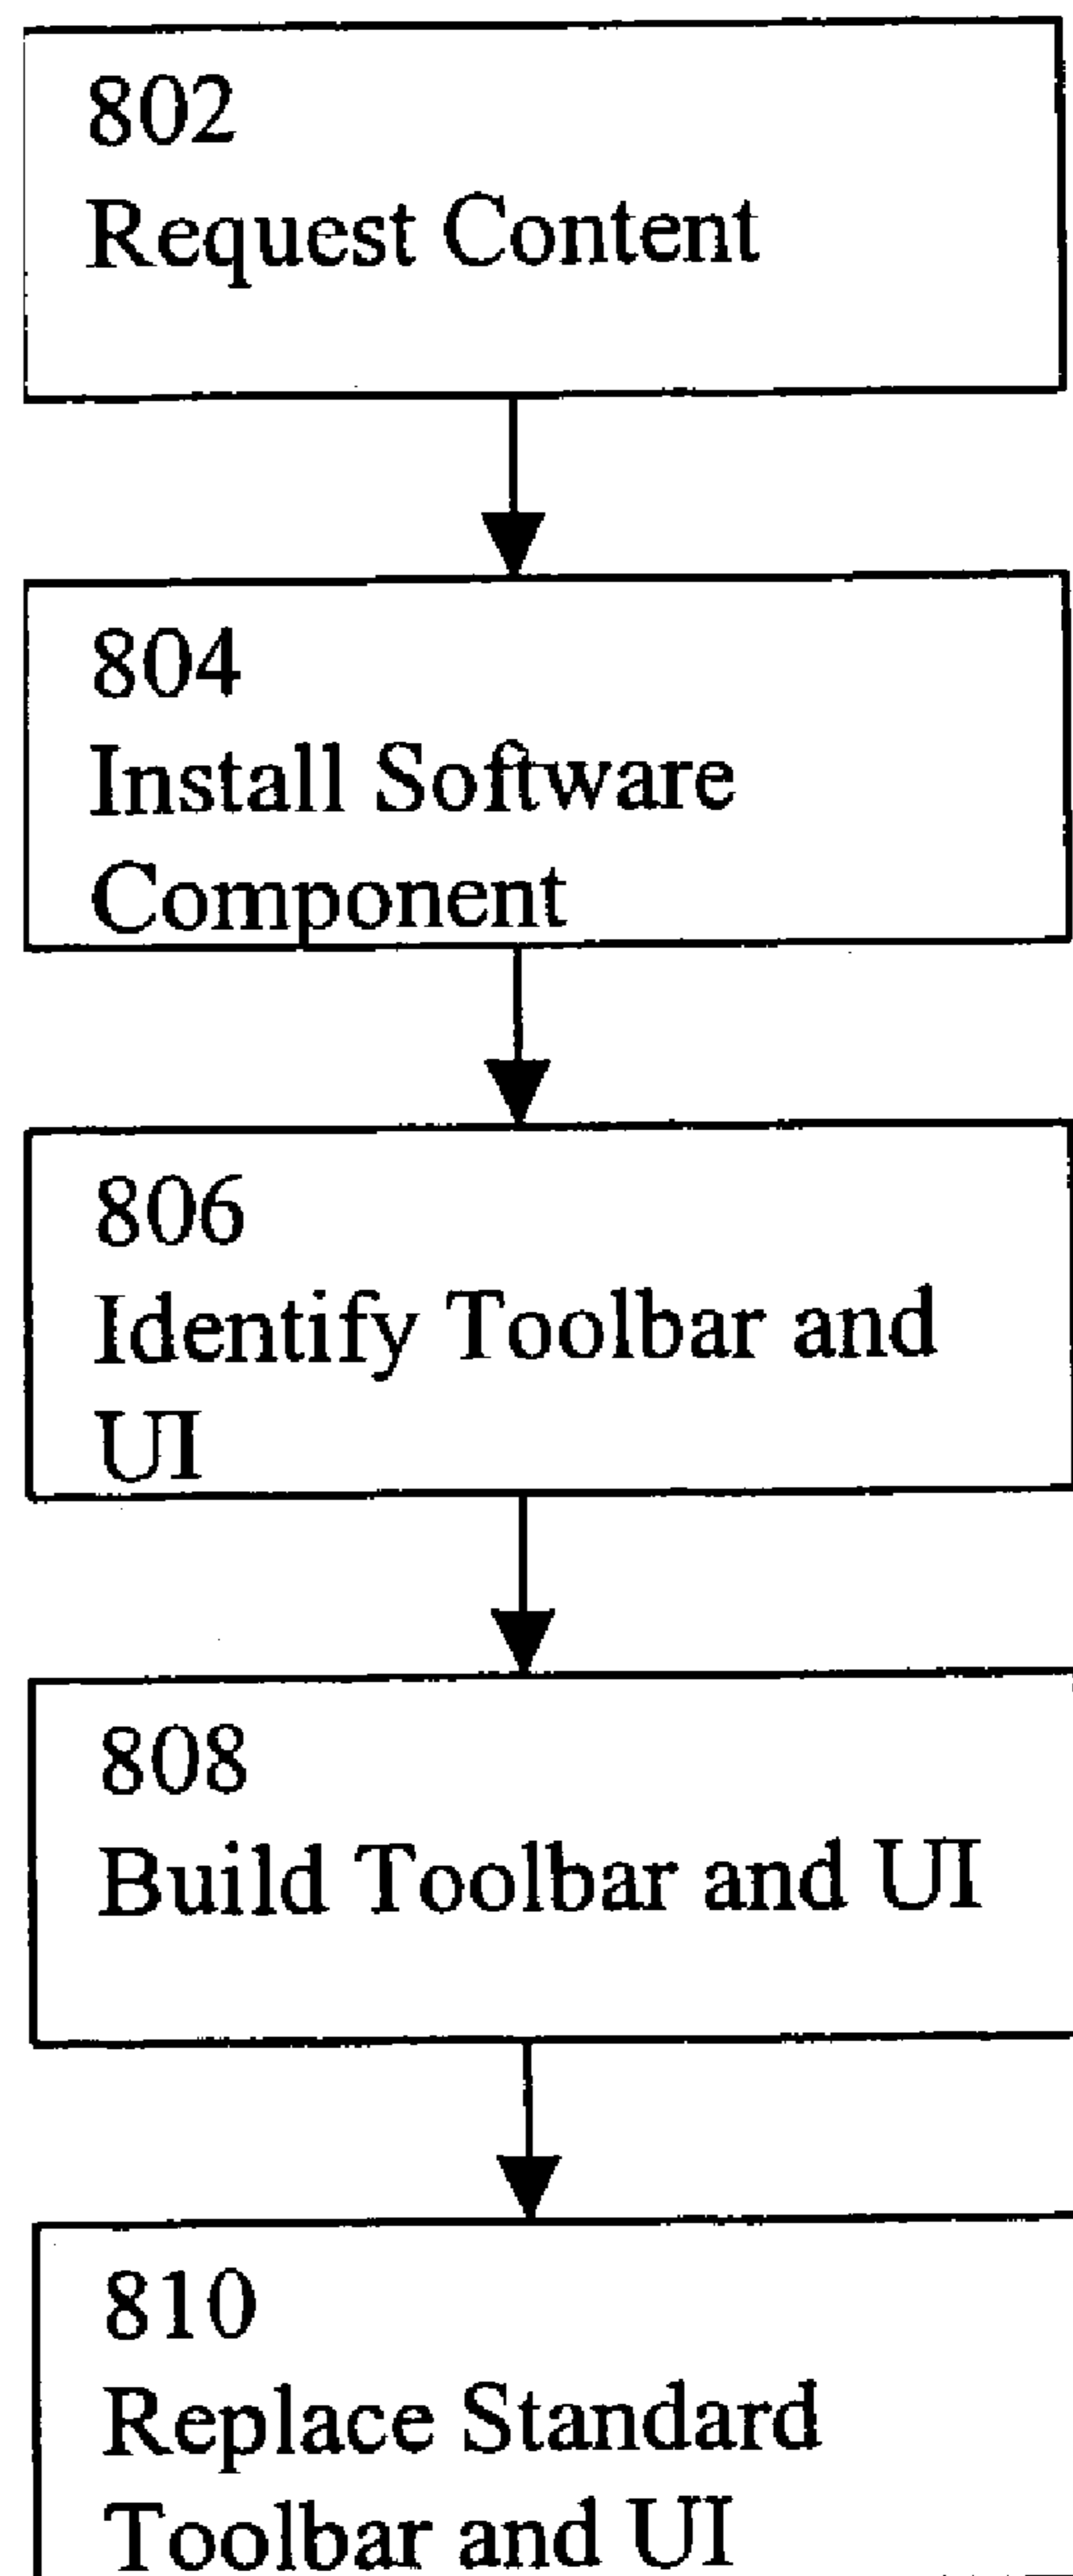 802
Request Content
804
Install Software
Component
806
Identify Toolbar and
UI
808
Build Toolbar and UI
810
Replace Standard
Toolbar and UI